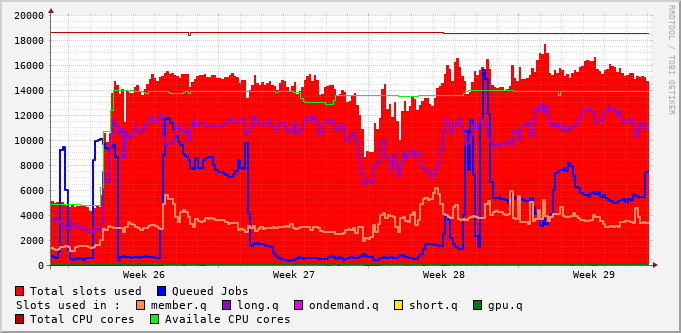 20000
18000
16000
14000
12000
10000
8000
6000
4000
2000
0
Week 26 Week 27 Week 28 Week 29
Total slots used Queued Jobs
Slots used in : member.q long.q ondemand.q short.q gpu.q
Total CPU cores Availale CPU cores
RRDTOOL / TOBI OETIKER